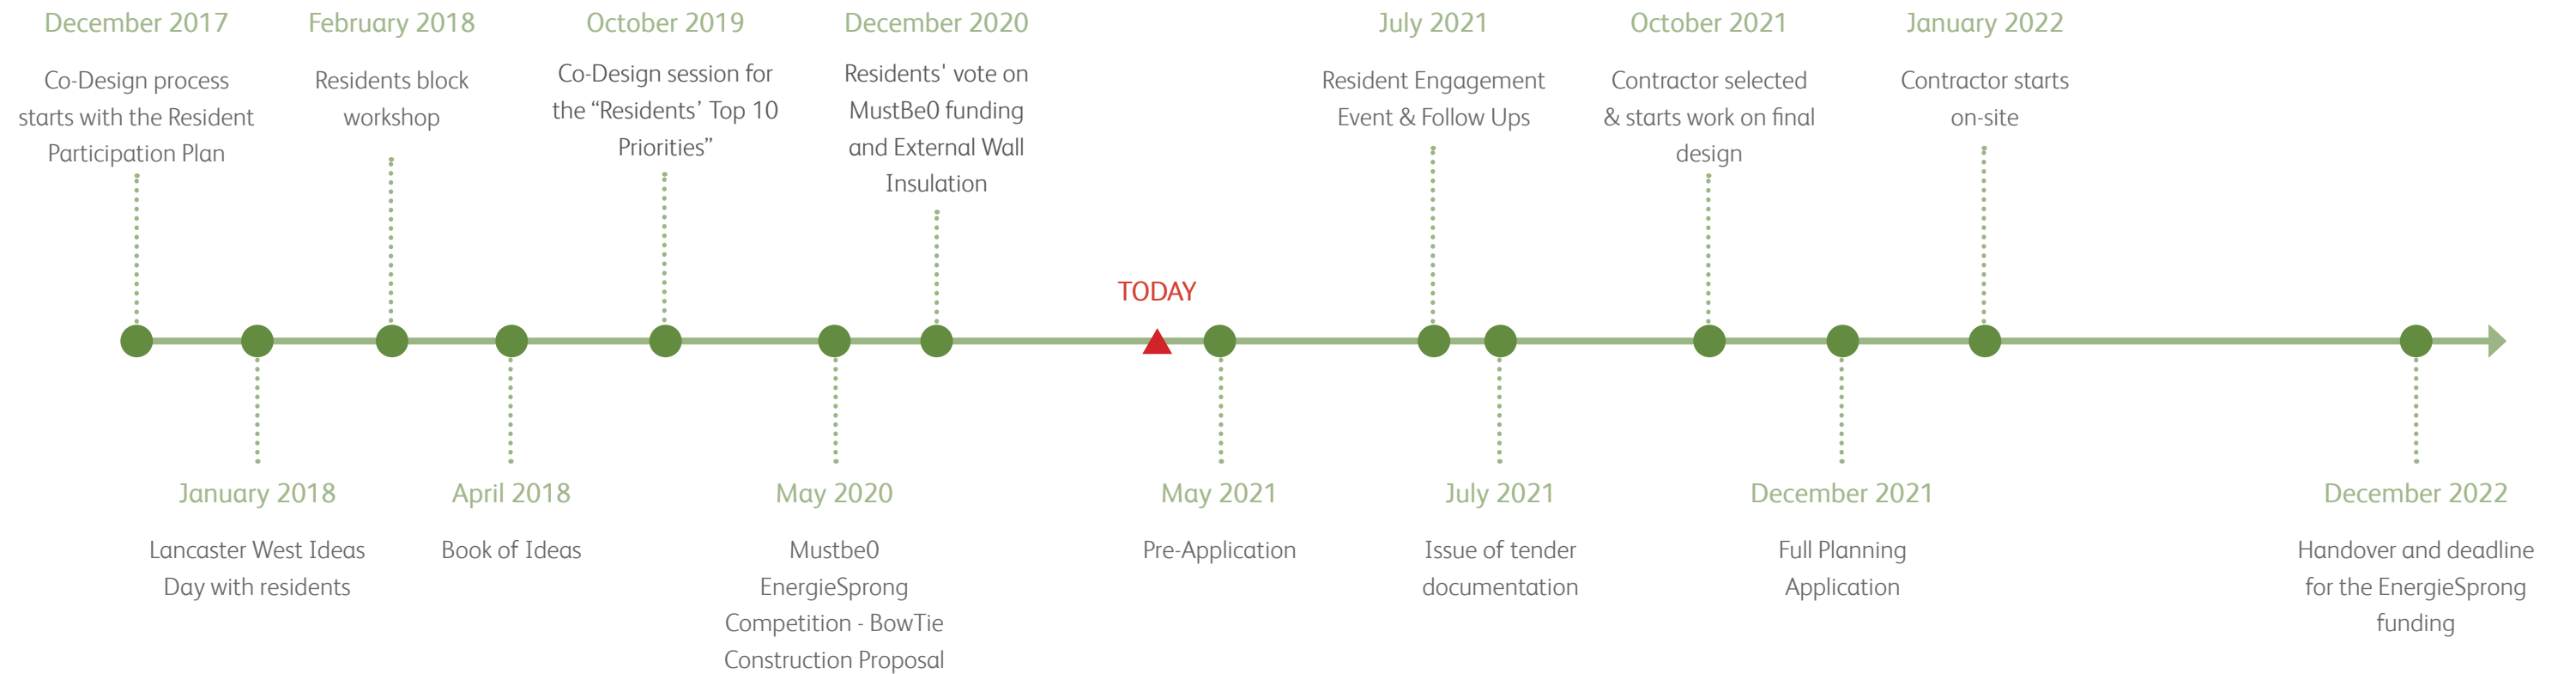 December 2017
Co-Design process
starts with the Resident
Participation Plan
February 2018
Residents block
workshop
October 2019
Co-Design session for
the “Residents’ Top 10
Priorities”
December 2020
Residents' vote on
MustBe0 funding
and External Wall
Insulation
July 2021
Resident Engagement
Event & Follow Ups
October 2021
Contractor selected
& starts work on final
design
January 2022
Contractor starts
on-site
TODAY
January 2018
Lancaster West Ideas
Day with residents
April 2018
Book of Ideas
May 2020
Mustbe0
EnergieSprong
Competition - BowTie
Construction Proposal
May 2021
Pre-Application
July 2021
Issue of tender
documentation
December 2021
Full Planning
Application
December 2022
Handover and deadline
for the EnergieSprong
funding